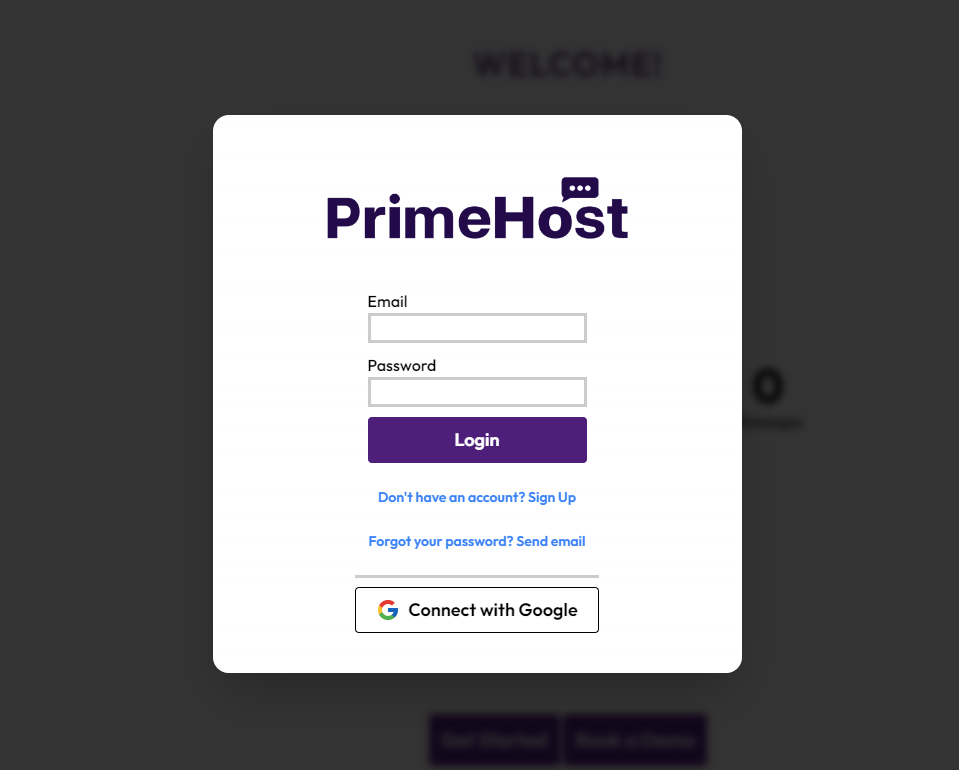 WELCOME!
PrimeHost
Email
Password
0
Login
Don't have an account? Sign Up
Forgot your password? Send email
Connect with Google
Get Started
Book a Demo